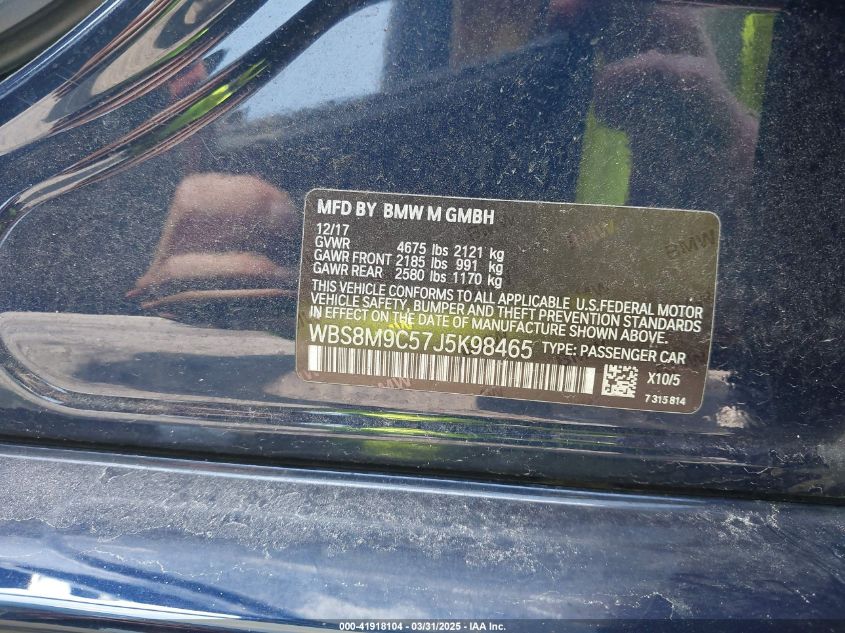 MFD BY BMW M GMBH
12/17
GVWR 4675 lbs 2121 kg
GAWR FRONT 2185 lbs 991 kg
GAWR REAR 2580 lbs 1170 kg
THIS VEHICLE CONFORMS TO ALL APPLICABLE U.S.FEDERAL MOTOR
VEHICLE SAFETY, BUMPER AND THEFT PREVENTION STANDARDS
IN EFFECT ON THE DATE OF MANUFACTURE SHOWN ABOVE.
WBS8M9C57J5K98465 TYPE: PASSENGER CAR
X10/5
7 315 814
BMW
BMW
000-41918104 - 03/31/2025 - IAA Inc.